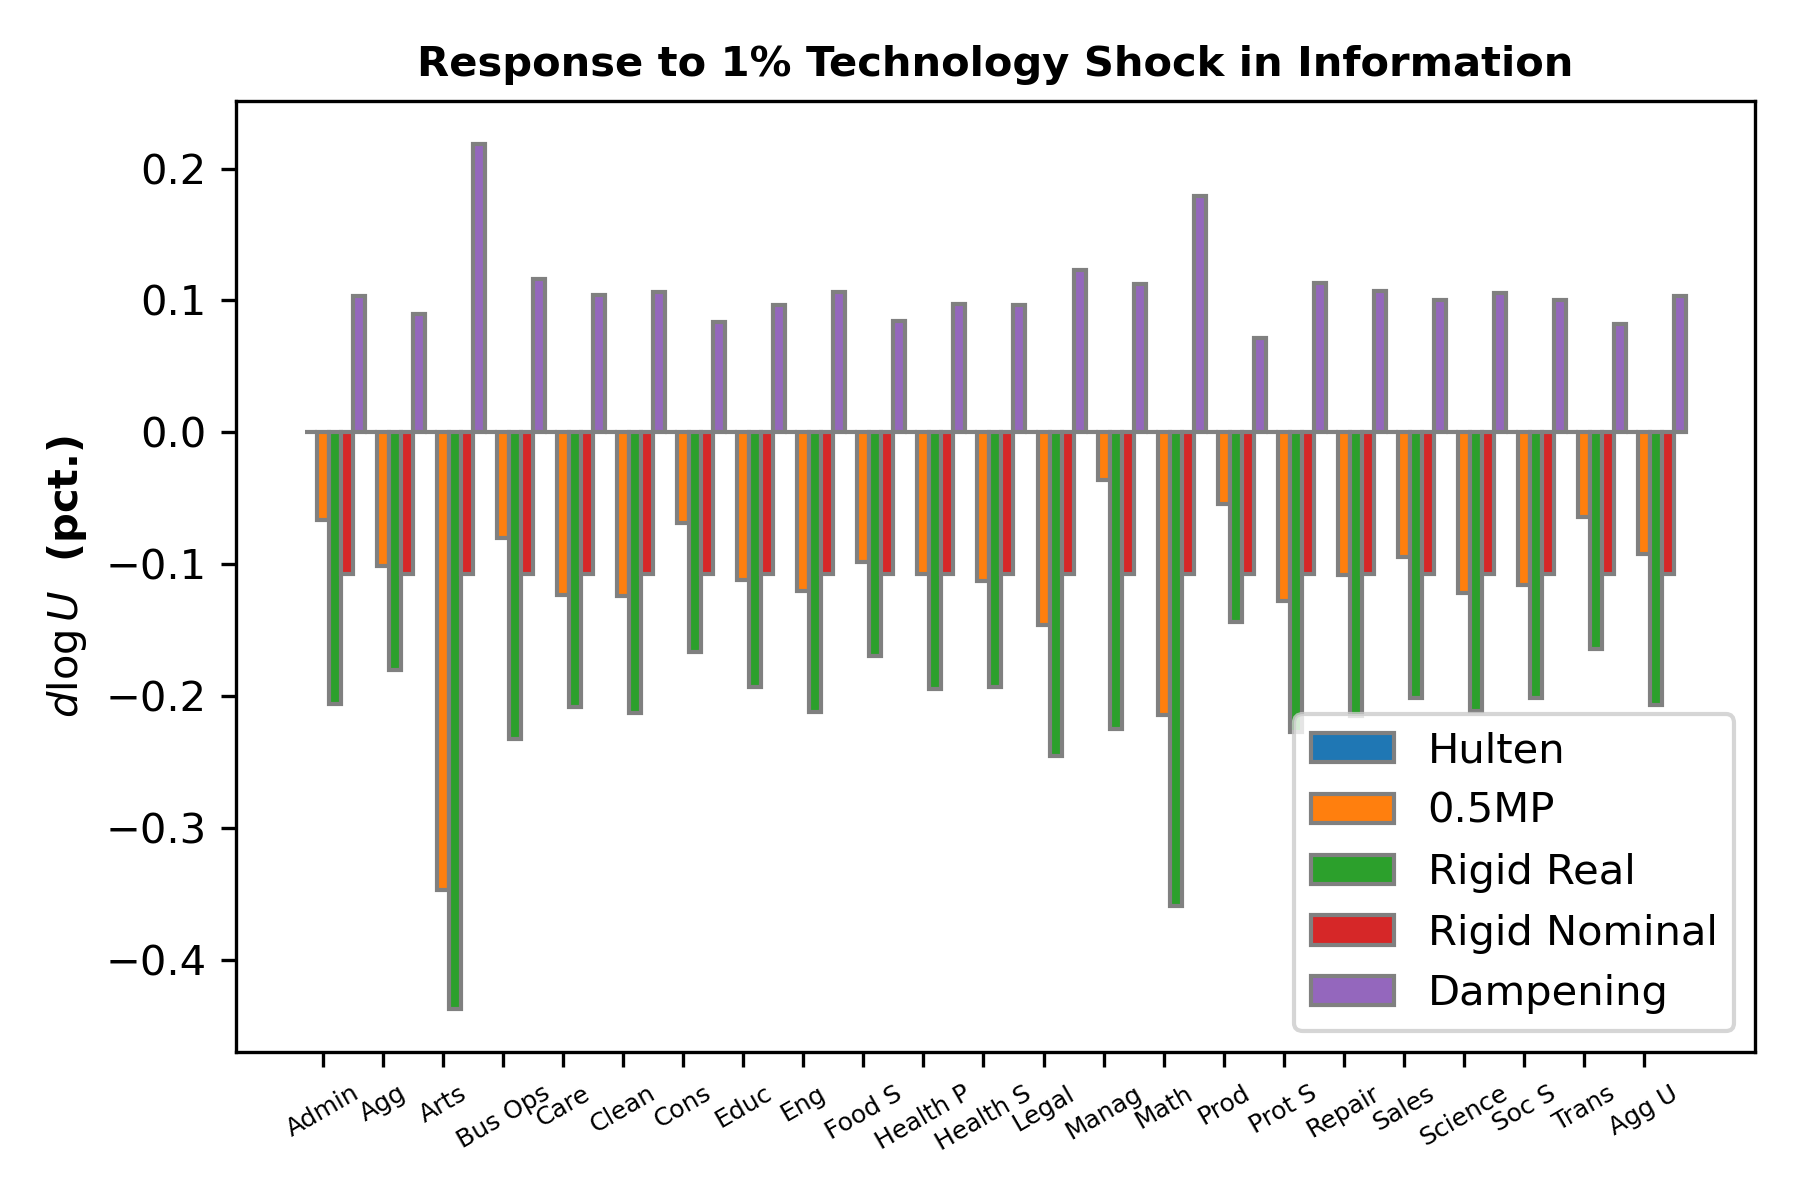 Response to 1% Technology Shock in Information
0.2
0.1
0.0
−0.1
−0.2
−0.3
−0.4
d log U (pct.)
Hulten
0.5MP
Rigid Real
Rigid Nominal
Dampening
Admin
Agg
Arts
Bus Ops
Care
Clean
Cons
Educ
Eng
Food S
Health P
Health S
Legal
Manag
Math
Prod
Prot S
Repair
Sales
Science
Soc S
Trans
Agg U